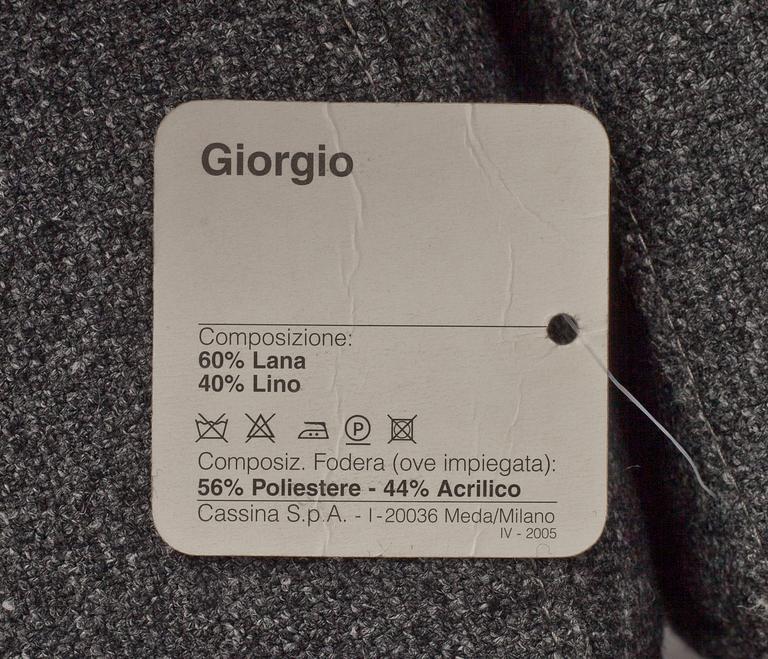 Giorgio
Composizione:
60% Lana
40% Lino
P
Composiz. Fodera (ove impiegata):
56% Poliestere - 44% Acrilico
Cassina S.p.A. - I-20036 Meda/Milano
IV - 2005